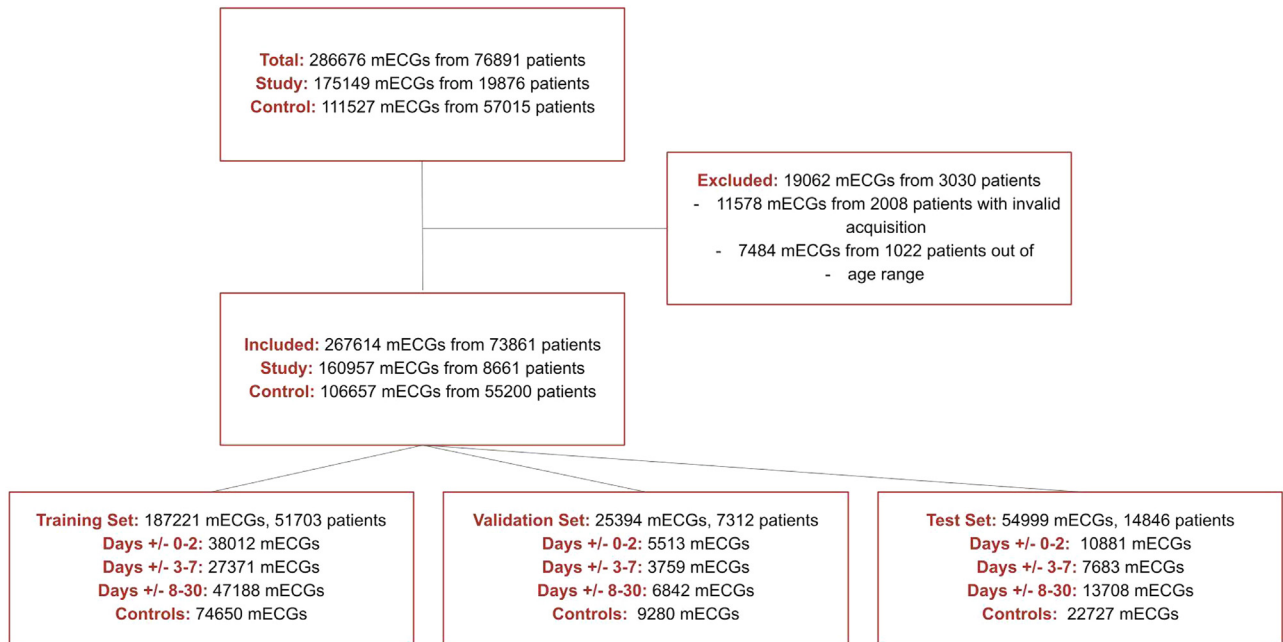 Total: 286676 mECGs from 76891 patients
Study: 175149 mECGs from 19876 patients
Control: 111527 mECGs from 57015 patients
Excluded: 19062 mECGs from 3030 patients
- 11578 mECGs from 2008 patients with invalid
acquisition
- 7484 mECGs from 1022 patients out of
- age range
Included: 267614 mECGs from 73861 patients
Study: 160957 mECGs from 8661 patients
Control: 106657 mECGs from 55200 patients
Training Set: 187221 mECGs, 51703 patients
Days +/- 0-2: 38012 mECGs
Days +/- 3-7: 27371 mECGs
Days +/- 8-30: 47188 mECGs
Controls: 74650 mECGs
Validation Set: 25394 mECGs, 7312 patients
Days +/- 0-2: 5513 mECGs
Days +/- 3-7: 3759 mECGs
Days +/- 8-30: 6842 mECGs
Controls: 9280 mECGs
Test Set: 54999 mECGs, 14846 patients
Days +/- 0-2: 10881 mECGs
Days +/- 3-7: 7683 mECGs
Days +/- 8-30: 13708 mECGs
Controls: 22727 mECGs